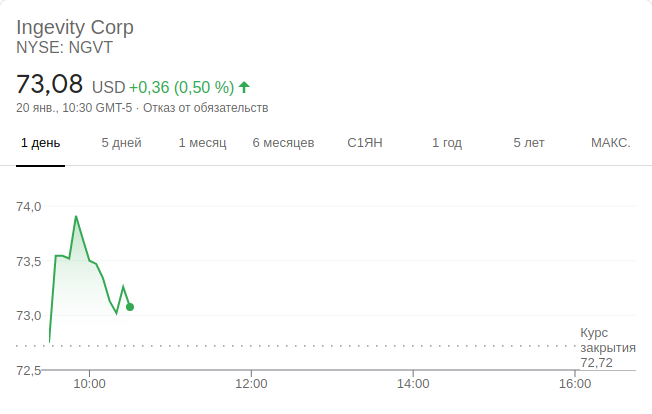 Ingevity Corp
NYSE: NGVT
73,08 USD +0,36 (0,50 %)
20 янв., 10:30 GMT-5 · Отказ от обязательств
1 день 5 дней 1 месяц 6 месяцев С1ЯН 1 год 5 лет МАКС.
74,0
73,5
73,0
Курс
закрытия
72,72
72,5
10:00 12:00 14:00 16:00